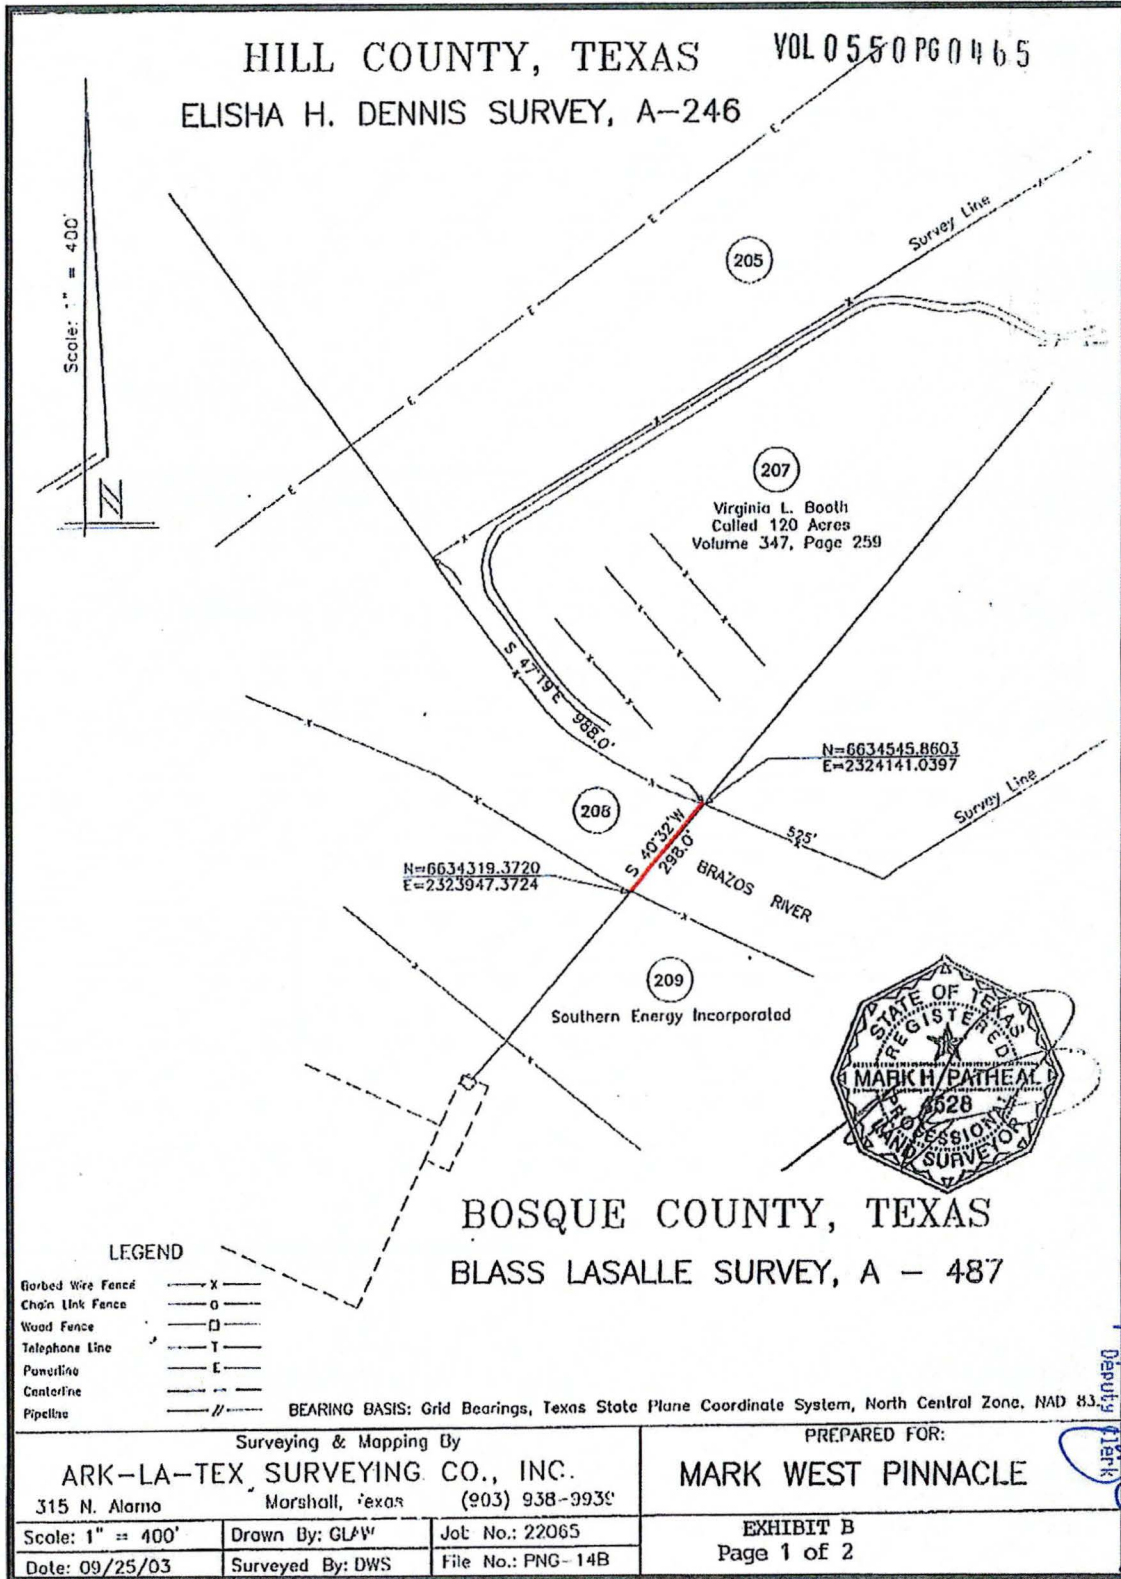 HILL COUNTY, TEXAS
VOL 0550 PG 0465
ELISHA H. DENNIS SURVEY, A-246
Scale: 1" = 400'
N
205
Survey Line
207
Virginia L. Booth
Called 120 Acres
Volume 347, Page 259
S 47°19'E 988.0'
N=6634545.8603
E=2324141.0397
Survey Line
208
S 40°32'W
298.0'
525'
BRAZOS RIVER
N=6634319.3720
E=2323947.3724
209
Southern Energy Incorporated
STATE OF TEXAS
REGISTERED
MARK H. PATHEAL
4528
PROFESSIONAL
LAND SURVEYOR
BOSQUE COUNTY, TEXAS
BLASS LASALLE SURVEY, A - 487
LEGEND
Barbed Wire Fence X
Chain Link Fence O
Wood Fence
Telephone Line T
Powerline E
Centerline
Pipeline //
BEARING BASIS: Grid Bearings, Texas State Plane Coordinate System, North Central Zone, NAD 83.
Deputy Clerk
Surveying & Mapping By
ARK-LA-TEX SURVEYING CO., INC.
315 N. Alamo Marshall, Texas (903) 938-9939
PREPARED FOR:
MARK WEST PINNACLE
Scale: 1" = 400' Drawn By: GLAW Job No.: 22065
Date: 09/25/03 Surveyed By: DWS File No.: PNG-14B
EXHIBIT B
Page 1 of 2